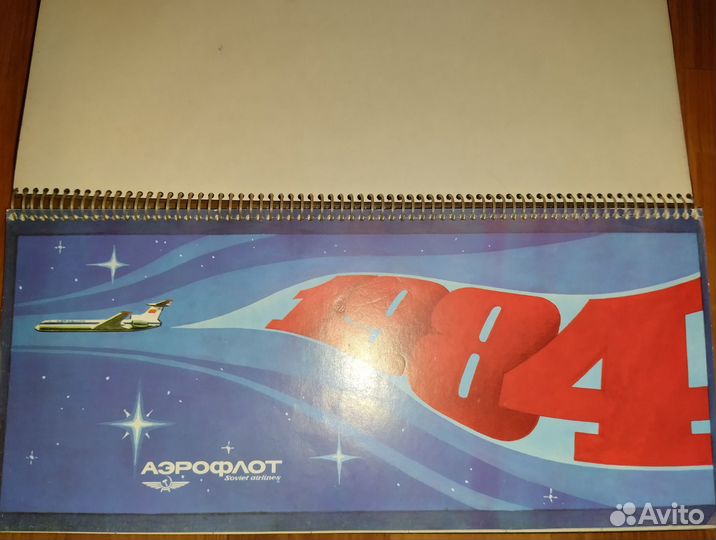 1984
АЭРОФЛОТ
Soviet airlines
Avito